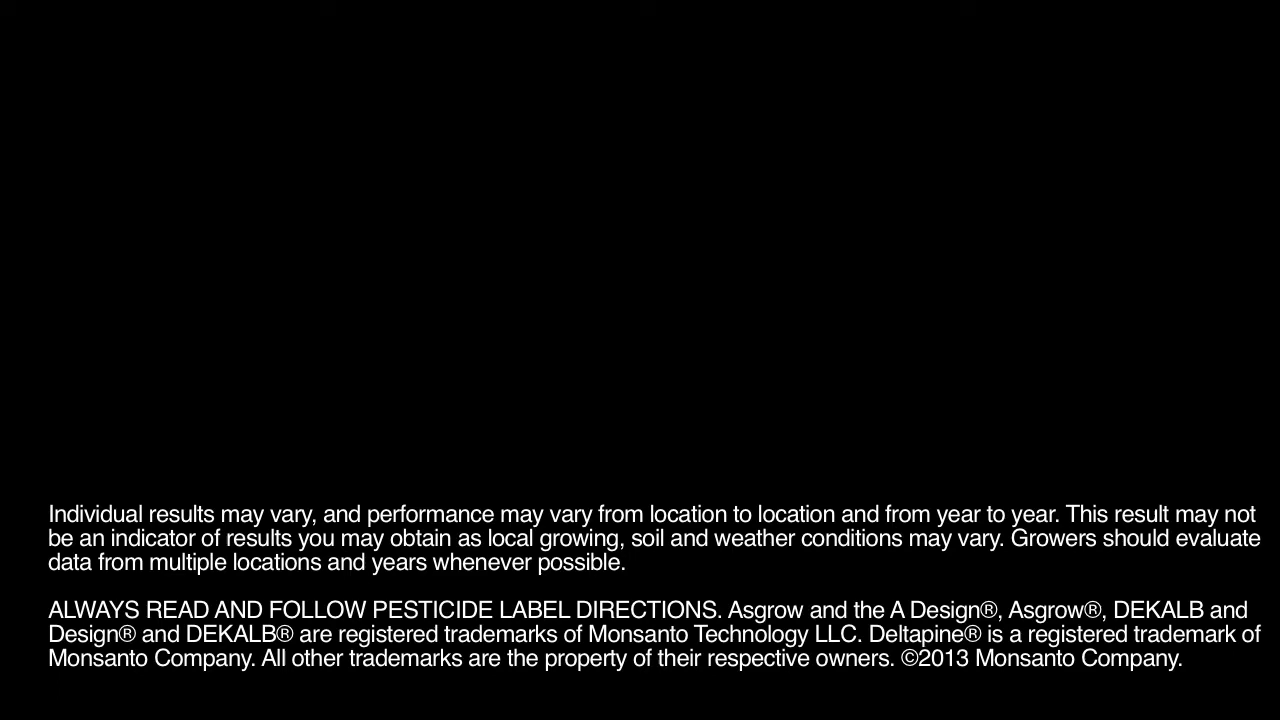 Individual results may vary, and performance may vary from location to location and from year to year. This result may not
be an indicator of results you may obtain as local growing, soil and weather conditions may vary. Growers should evaluate
data from multiple locations and years whenever possible.
ALWAYS READ AND FOLLOW PESTICIDE LABEL DIRECTIONS. Asgrow and the A Design®, Asgrow®, DEKALB and
Design® and DEKALB® are registered trademarks of Monsanto Technology LLC. Deltapine® is a registered trademark of
Monsanto Company. All other trademarks are the property of their respective owners. ©2013 Monsanto Company.